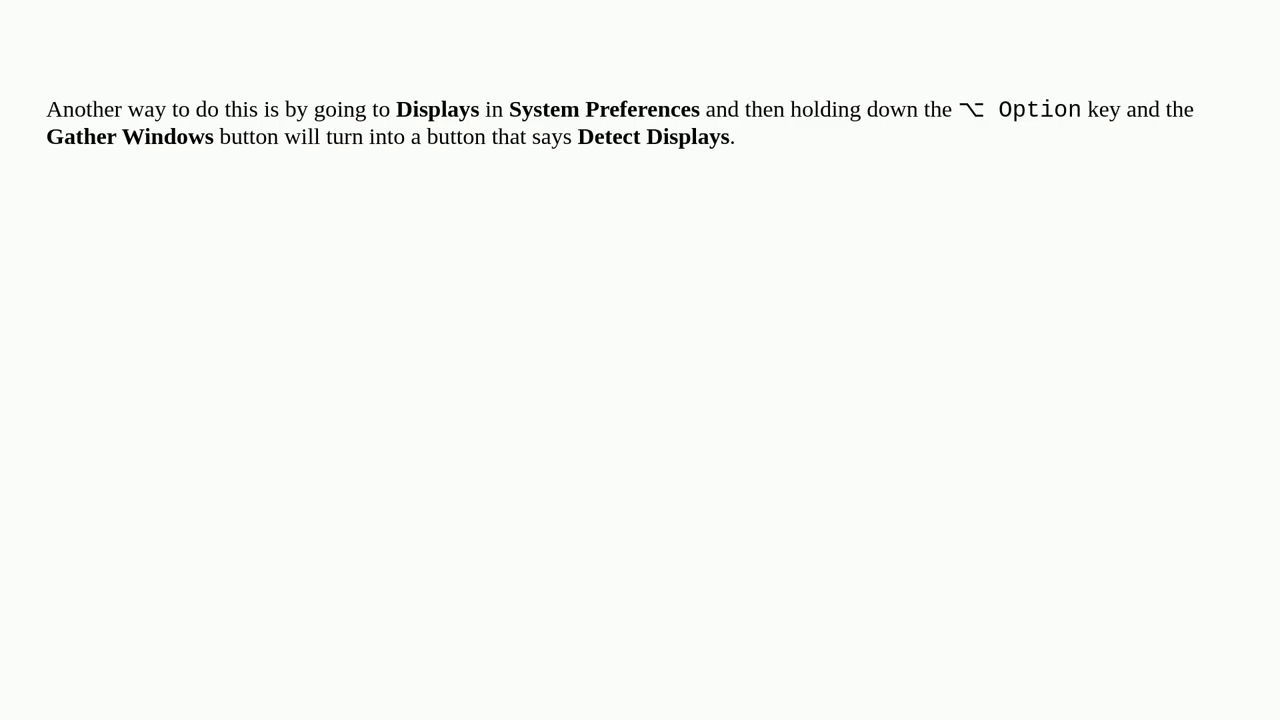 Another way to do this is by going to Displays in System Preferences and then holding down the ⌥ Option key and the
Gather Windows button will turn into a button that says Detect Displays.